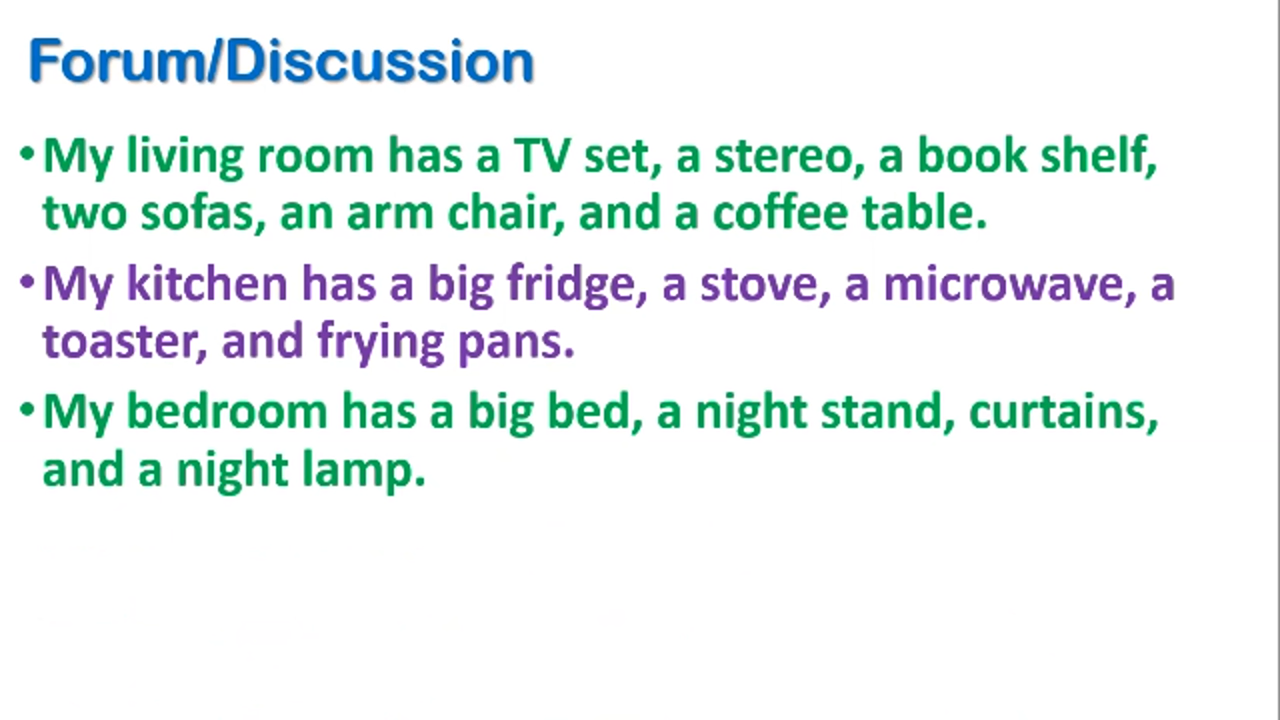 Forum/Discussion
• My living room has a TV set, a stereo, a book shelf,
two sofas, an arm chair, and a coffee table.
• My kitchen has a big fridge, a stove, a microwave, a
toaster, and frying pans.
• My bedroom has a big bed, a night stand, curtains,
and a night lamp.